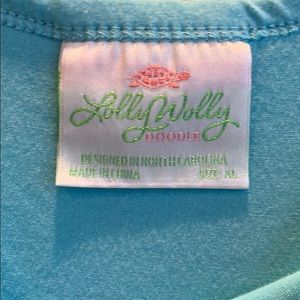 Lolly Wolly
DOODLE
DESIGNED IN NORTH CAROLINA
MADE IN CHINA SIZE: XL